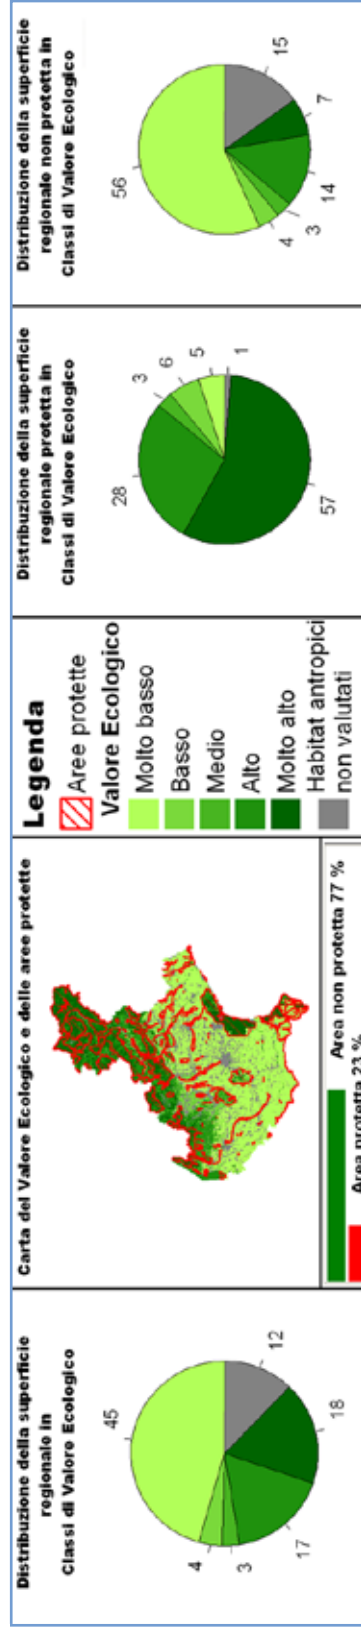 Distribuzione della superficie
regionale in
Classi di Valore Ecologico
45
4
3
17
18
12
Carta del Valore Ecologico e delle aree protette
Area non protetta 77 %
Area protetta 23 %
Legenda
Aree protette
Valore Ecologico
Molto basso
Basso
Medio
Alto
Molto alto
Habitat antropici
non valutati
Distribuzione della superficie
regionale protetta in
Classi di Valore Ecologico
28
3
6
5
1
57
Distribuzione della superficie
regionale non protetta in
Classi di Valore Ecologico
56
4
3
14
7
15